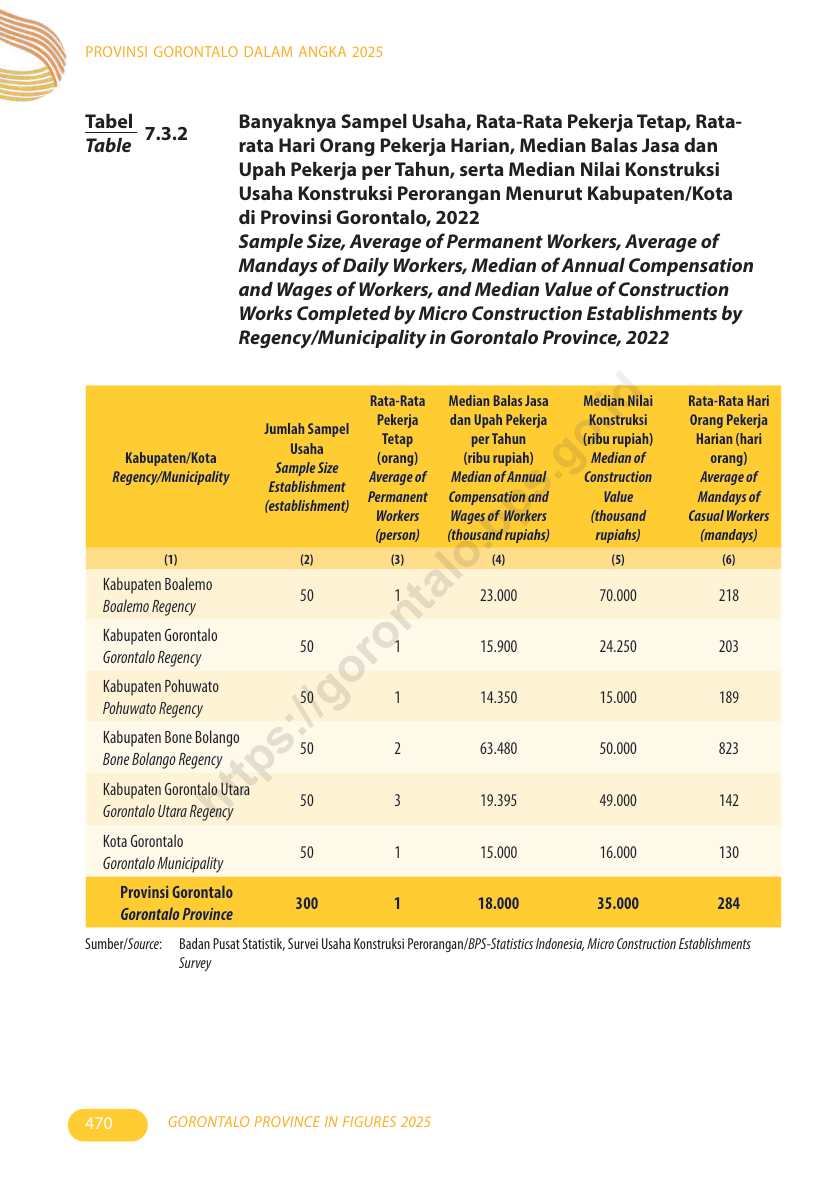 PROVINSI GORONTALO DALAM ANGKA 2025
Tabel
Table
7.3.2
Banyaknya Sampel Usaha, Rata-Rata Pekerja Tetap, Rata-
rata Hari Orang Pekerja Harian, Median Balas Jasa dan
Upah Pekerja per Tahun, serta Median Nilai Konstruksi
Usaha Konstruksi Perorangan Menurut Kabupaten/Kota
di Provinsi Gorontalo, 2022
Sample Size, Average of Permanent Workers, Average of
Mandays of Daily Workers, Median of Annual Compensation
and Wages of Workers, and Median Value of Construction
Works Completed by Micro Construction Establishments by
Regency/Municipality in Gorontalo Province, 2022
Kabupaten/Kota
Regency/Municipality
Jumlah Sampel
Usaha
Sample Size
Establishment
(establishment)
Rata-Rata
Pekerja
Tetap
(orang)
Average of
Permanent
Workers
(person)
Median Balas Jasa
dan Upah Pekerja
per Tahun
(ribu rupiah)
Median of Annual
Compensation and
Wages of Workers
(thousand rupiahs)
Median Nilai
Konstruksi
(ribu rupiah)
Median of
Construction
Value
(thousand
rupiahs)
Rata-Rata Hari
Orang Pekerja
Harian (hari
orang)
Average of
Mandays of
Casual Workers
(mandays)
(1) (2) (3) (4) (5) (6)
Kabupaten Boalemo
Boalemo Regency
50 1 23.000 70.000 218
Kabupaten Gorontalo
Gorontalo Regency
50 1 15.900 24.250 203
Kabupaten Pohuwato
Pohuwato Regency
50 1 14.350 15.000 189
Kabupaten Bone Bolango
Bone Bolango Regency
50 2 63.480 50.000 823
Kabupaten Gorontalo Utara
Gorontalo Utara Regency
50 3 19.395 49.000 142
Kota Gorontalo
Gorontalo Municipality
50 1 15.000 16.000 130
Provinsi Gorontalo
Gorontalo Province
300 1 18.000 35.000 284
https://gorontalo.bps.go.id
Sumber/Source: Badan Pusat Statistik, Survei Usaha Konstruksi Perorangan/BPS-Statistics Indonesia, Micro Construction Establishments
Survey
470 GORONTALO PROVINCE IN FIGURES 2025